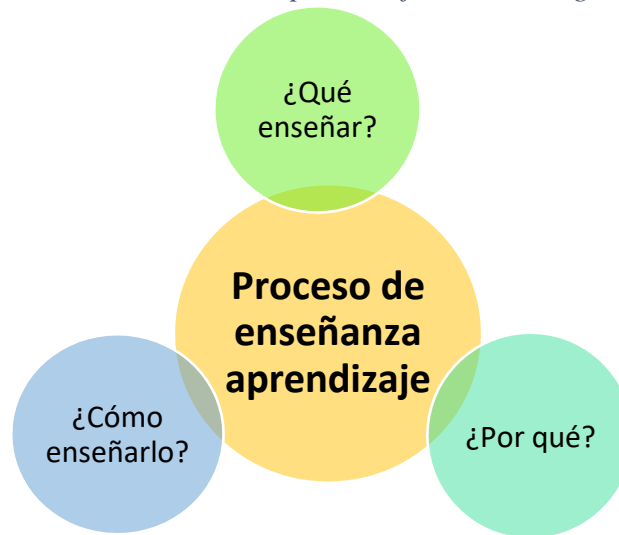 ¿Qué
enseñar?
Proceso de
enseñanza
aprendizaje
¿Cómo
enseñarlo?
¿Por qué?